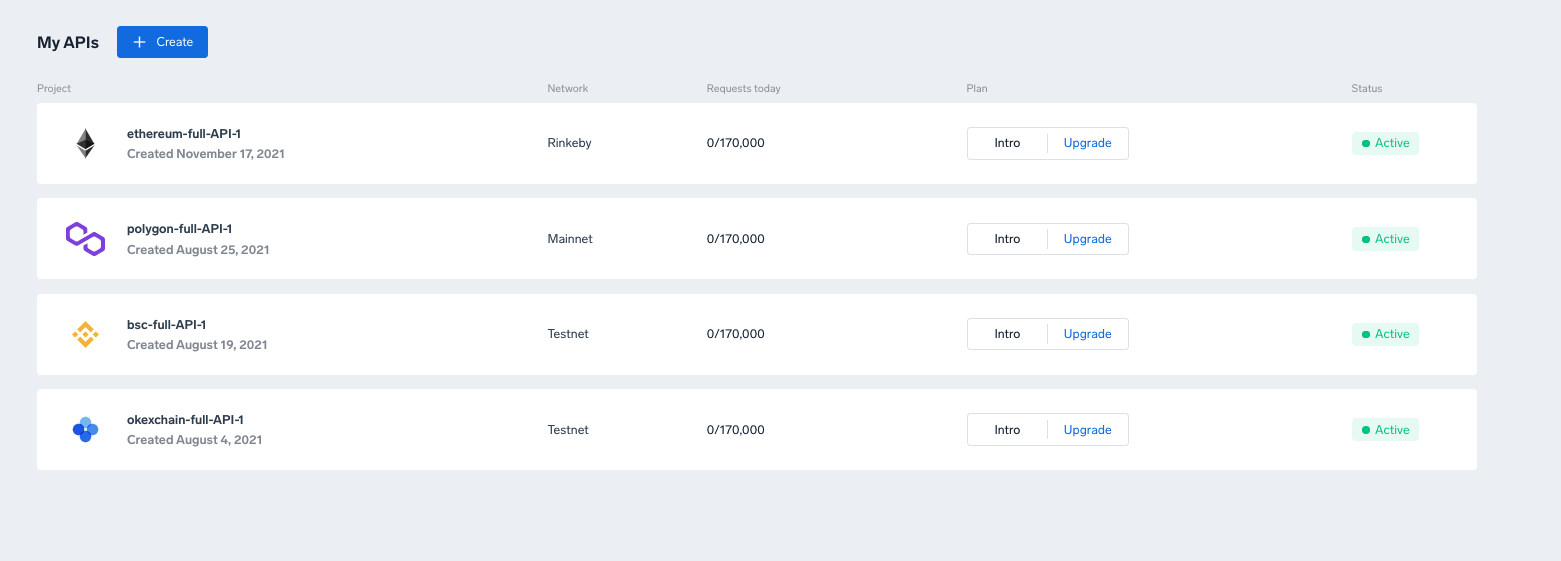 My APIs
Create
Project Network Requests today Plan Status
ethereum-full-API-1
Created November 17, 2021
Rinkeby 0/170,000 Intro Upgrade Active
polygon-full-API-1
Created August 25, 2021
Mainnet 0/170,000 Intro Upgrade Active
bsc-full-API-1
Created August 19, 2021
Testnet 0/170,000 Intro Upgrade Active
okexchain-full-API-1
Created August 4, 2021
Testnet 0/170,000 Intro Upgrade Active